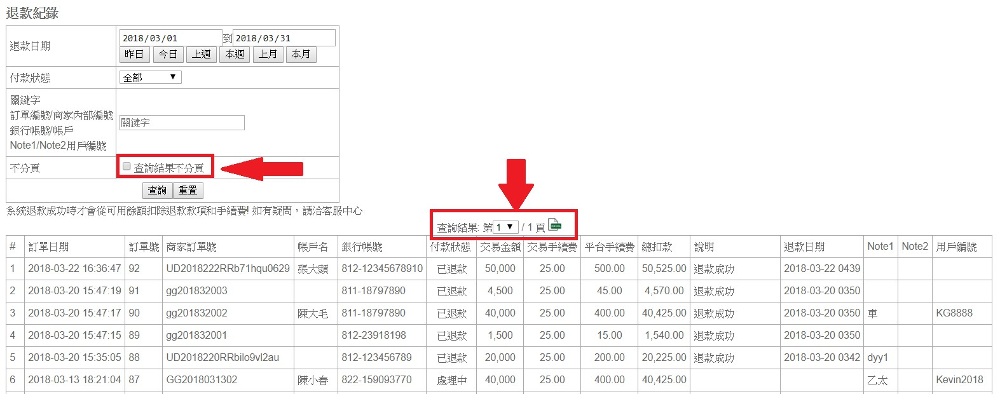 退款紀錄
退款日期 2018/03/01 到 2018/03/31
昨日 今日 上週 本週 上月 本月
付款狀態 全部
關鍵字
訂單編號/商家內部編號
銀行帳號/帳戶
Note1/Note2用戶編號
關鍵字
不分頁 查詢結果不分頁
查詢 重置
系統退款成功時才會從可用餘額扣除退款款項和手續費! 如有疑問，請洽客服中心
查詢結果: 第 1 / 1 頁 EXCEL
# 訂單日期 訂單號 商家訂單號 帳戶名 銀行帳號 付款狀態 交易金額 交易手續費 平台手續費 總扣款 說明 退款日期 Note1 Note2 用戶編號
1 2018-03-22 16:36:47 92 UD2018222RRb71hqu0629 張大頭 812-12345678910 已退款 50,000 25.00 500.00 50,525.00 退款成功 2018-03-22 0439
2 2018-03-20 15:47:19 91 gg201832003 811-18797890 已退款 4,500 25.00 45.00 4,570.00 退款成功 2018-03-20 0350
3 2018-03-20 15:47:17 90 gg201832002 陳大毛 811-18797890 已退款 40,000 25.00 400.00 40,425.00 退款成功 2018-03-20 0350 車 KG8888
4 2018-03-20 15:47:15 89 gg201832001 812-23918198 已退款 1,500 25.00 15.00 1,540.00 退款成功 2018-03-20 0350
5 2018-03-20 15:35:05 88 UD2018220RRbilo9vl2au 812-123456789 已退款 20,000 25.00 200.00 20,225.00 退款成功 2018-03-20 0342 dyy1
6 2018-03-13 18:21:04 87 GG2018031302 陳小春 822-159093770 處理中 40,000 25.00 400.00 40,425.00 乙太 Kevin2018